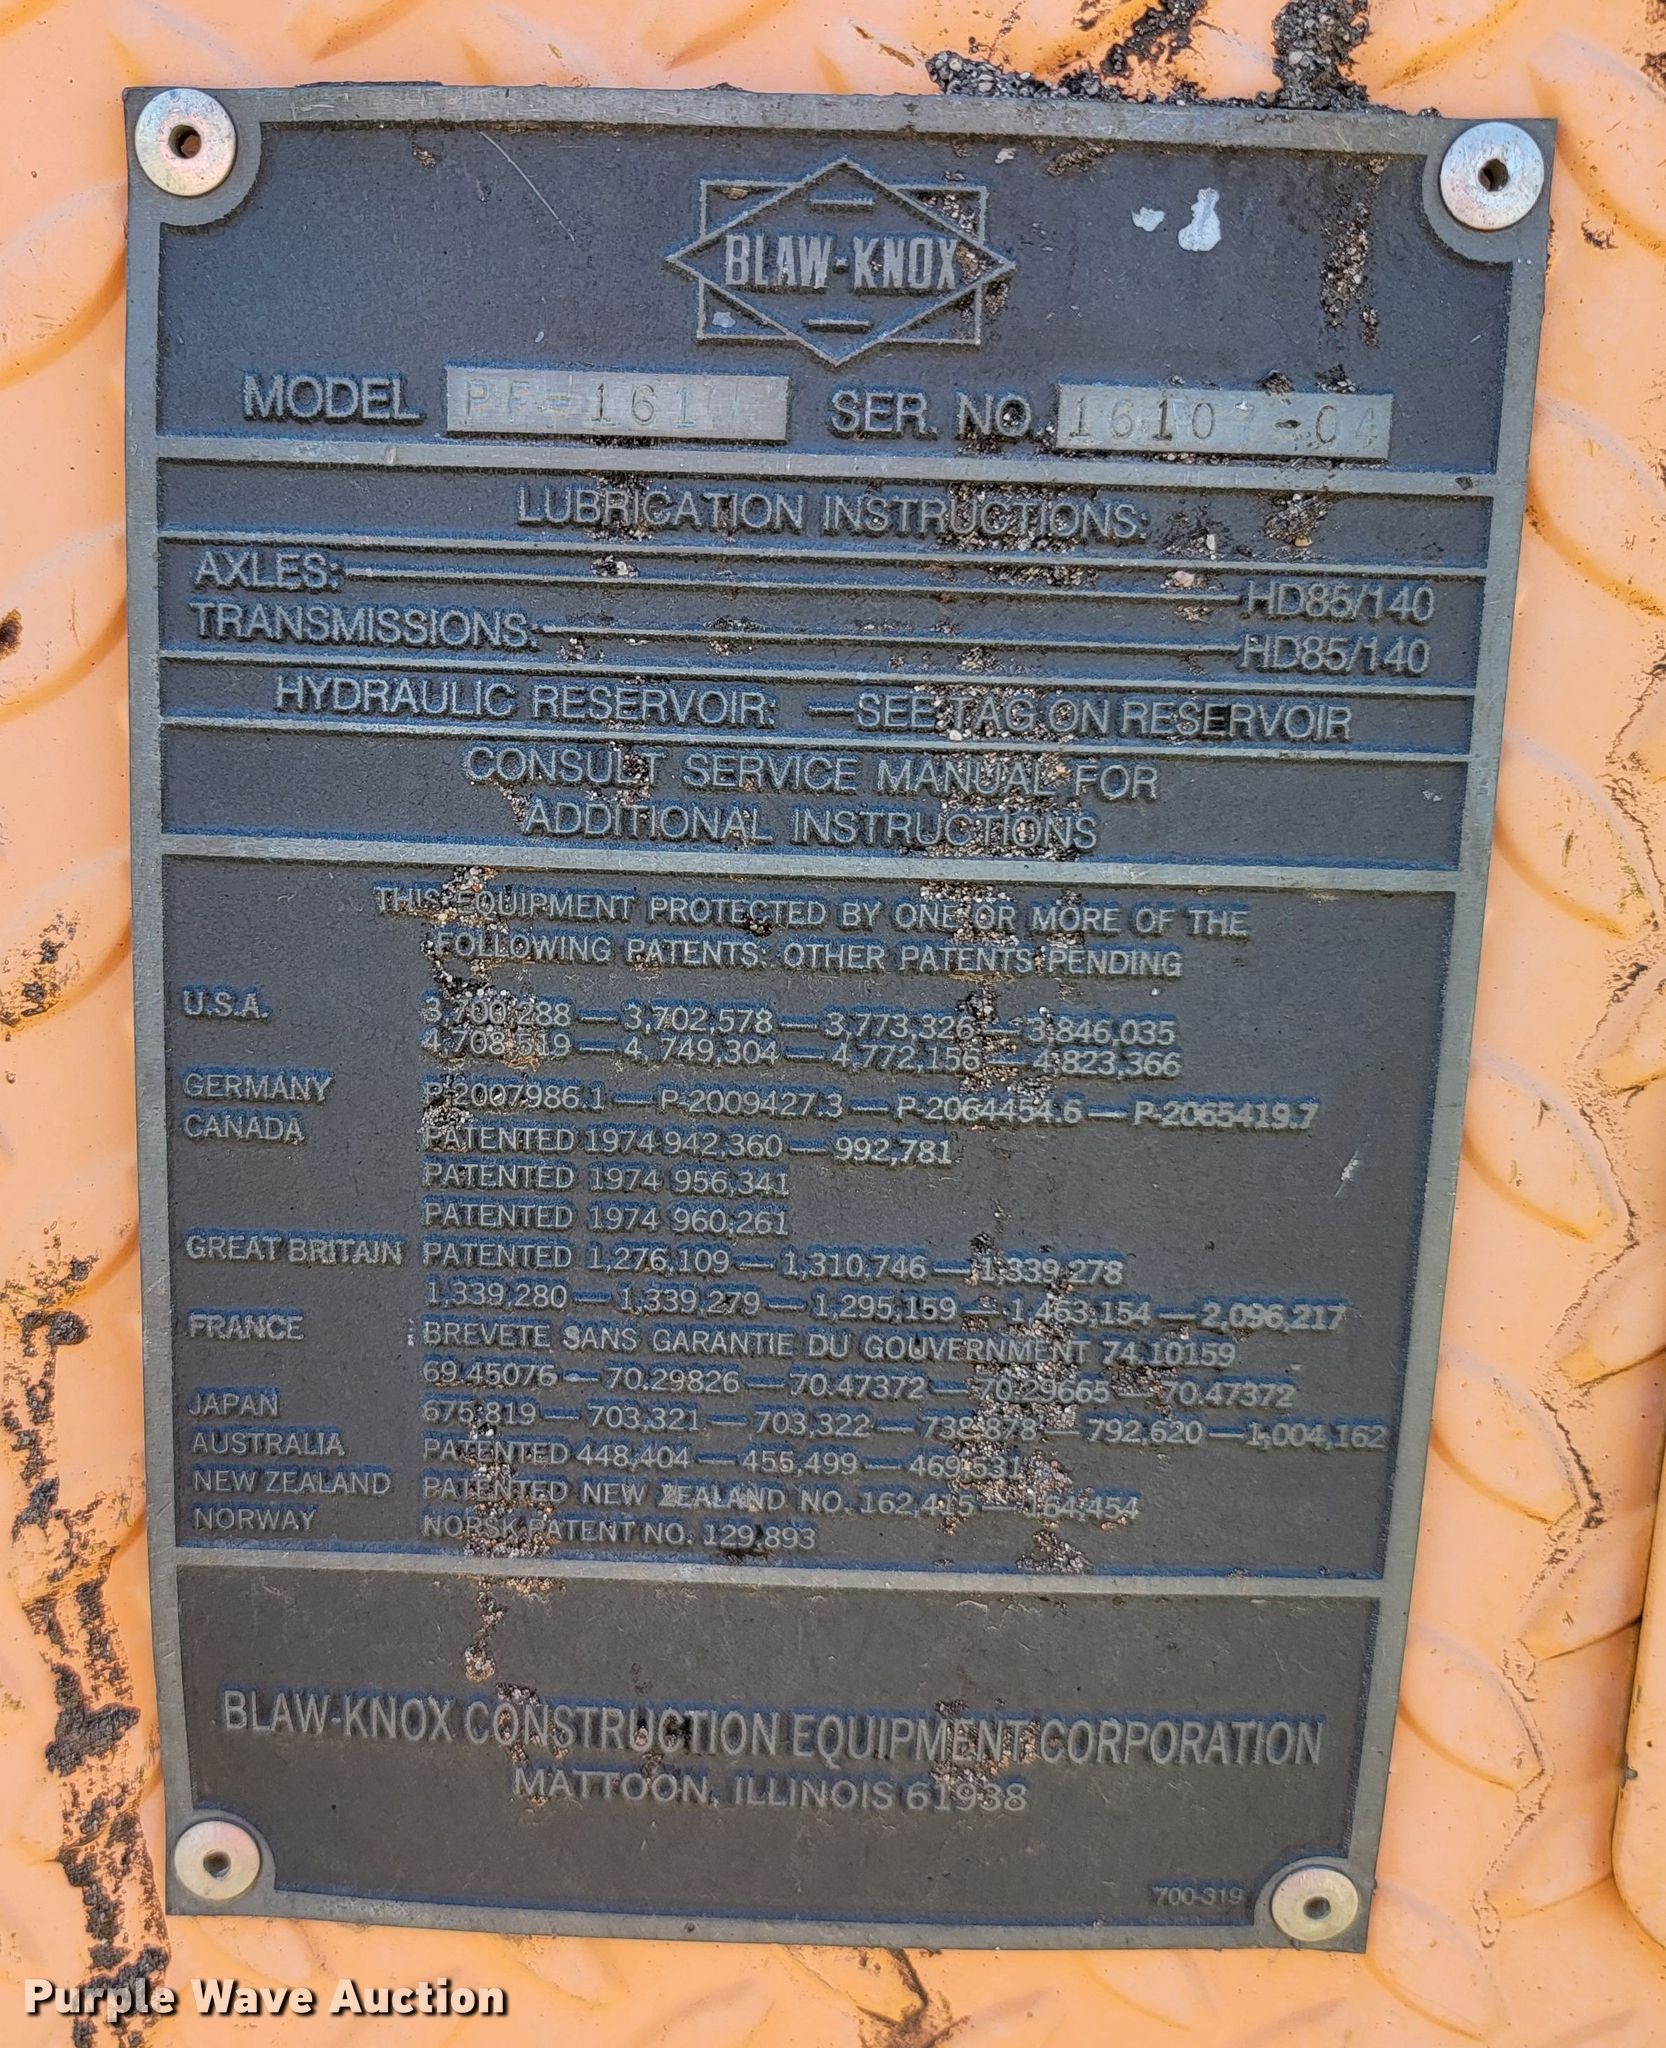 BLAW-KNOX
MODEL PF-161 SER. NO. 16107-04
LUBRICATION INSTRUCTIONS:
AXLES: HD85/140
TRANSMISSIONS: HD85/140
HYDRAULIC RESERVOIR: — SEE TAG ON RESERVOIR
CONSULT SERVICE MANUAL FOR
ADDITIONAL INSTRUCTIONS
THIS EQUIPMENT PROTECTED BY ONE OR MORE OF THE
FOLLOWING PATENTS: OTHER PATENTS PENDING
U.S.A. 3,700,288 — 3,702,578 — 3,773,326 — 3,846,035
4,708,519 — 4,749,304 — 4,772,156 — 4,823,366
GERMANY P-2007986.1 — P-2009427.3 — P-2064454.6 — P-2065419.7
CANADA PATENTED 1974 942,360 — 992,781
PATENTED 1974 956,341
PATENTED 1974 960,261
GREAT BRITAIN PATENTED 1,276,109 — 1,310,746 — 1,339,278
1,339,280 — 1,339,279 — 1,295,159 — 1,453,154 — 2,096,217
FRANCE BREVETE SANS GARANTIE DU GOUVERNMENT 74.10159
69.45076 — 70.29826 — 70.47372 — 70.29665 — 70.47372
JAPAN 675,819 — 703,321 — 703,322 — 738,878 — 792,620 — 1,004,162
AUSTRALIA PATENTED 448,404 — 455,499 — 469,531
NEW ZEALAND PATENTED NEW ZEALAND NO. 162,415 — 164,454
NORWAY NORSK PATENT NO. 129,893
BLAW-KNOX CONSTRUCTION EQUIPMENT CORPORATION
MATTOON, ILLINOIS 61938
700-319
Purple Wave Auction